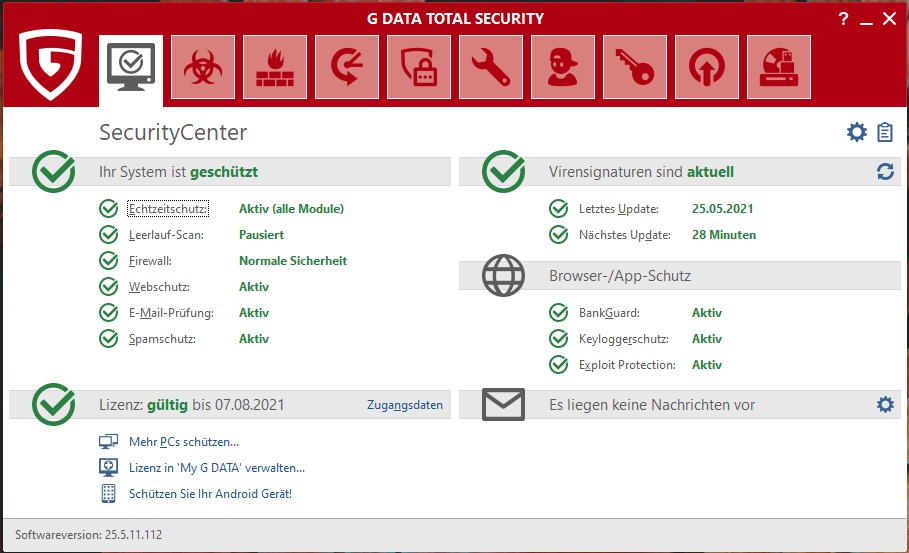 G DATA TOTAL SECURITY
SecurityCenter
Ihr System ist geschützt
Echtzeitschutz: Aktiv (alle Module)
Leerlauf-Scan: Pausiert
Firewall: Normale Sicherheit
Webschutz: Aktiv
E-Mail-Prüfung: Aktiv
Spamschutz: Aktiv
Virensignaturen sind aktuell
Letztes Update: 25.05.2021
Nächstes Update: 28 Minuten
Browser-/App-Schutz
BankGuard: Aktiv
Keyloggerschutz: Aktiv
Exploit Protection: Aktiv
Lizenz: gültig bis 07.08.2021 Zugangsdaten
Mehr PCs schützen...
Lizenz in 'My G DATA' verwalten...
Schützen Sie Ihr Android Gerät!
Es liegen keine Nachrichten vor
Softwareversion: 25.5.11.112